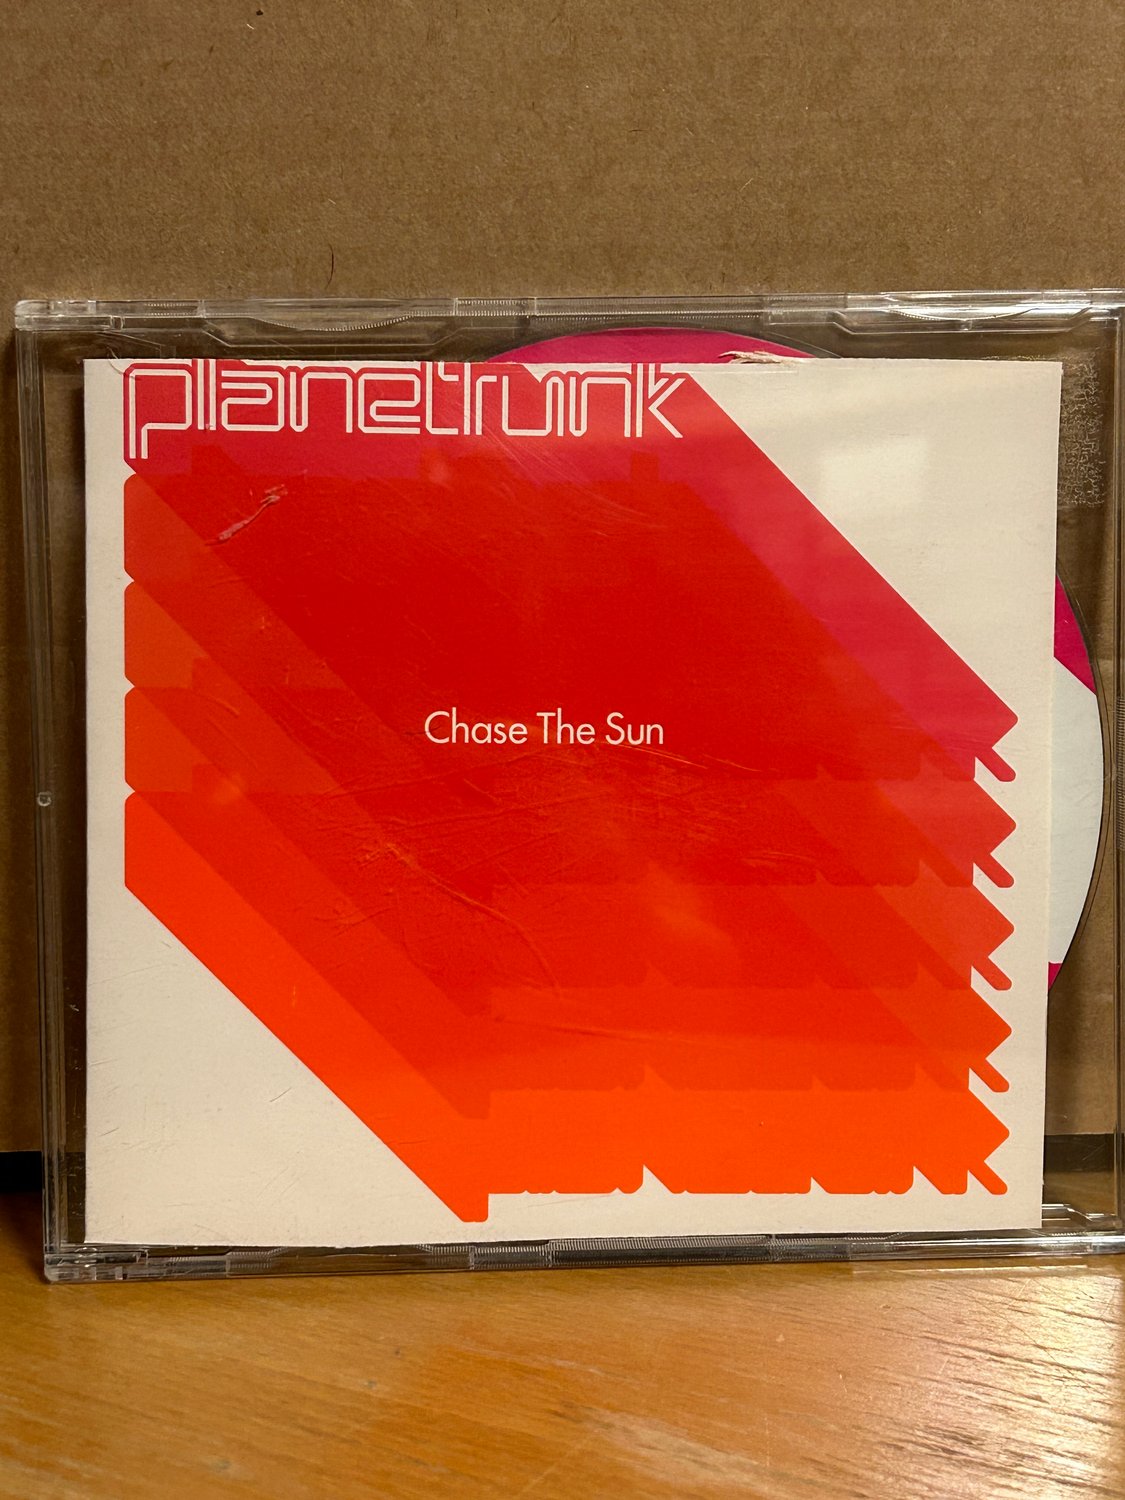 planetfunk
Chase The Sun